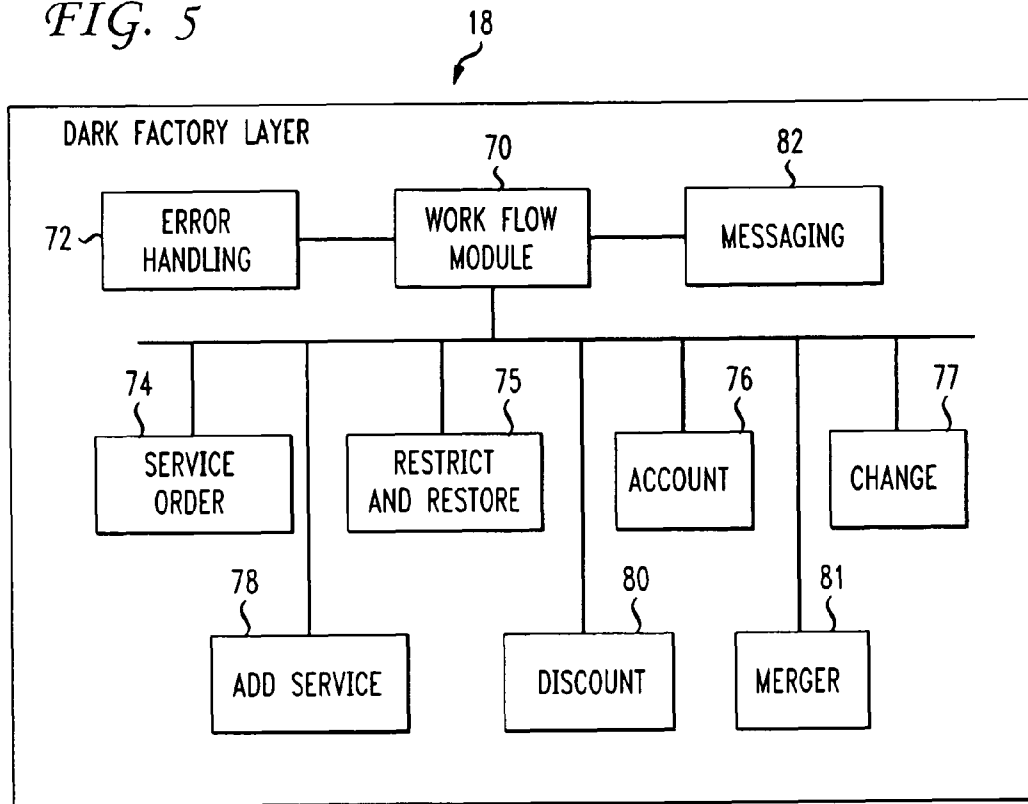 FIG. 5
18
DARK FACTORY LAYER
70
82
72
ERROR
HANDLING
WORK FLOW
MODULE
MESSAGING
74
75
76
77
SERVICE
ORDER
RESTRICT
AND RESTORE
ACCOUNT
CHANGE
78
80
81
ADD SERVICE
DISCOUNT
MERGER